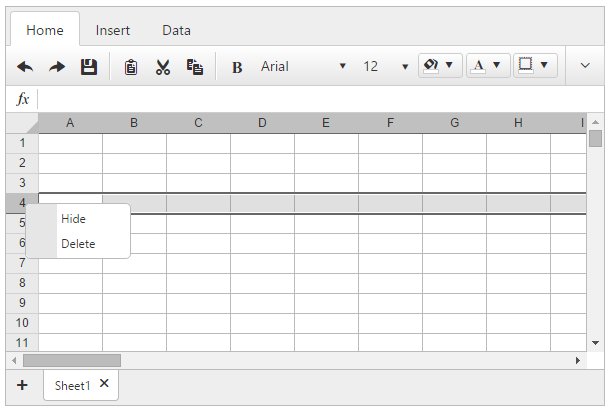 Home Insert Data
B Arial 12 A
fx
A B C D E F G H I
1
2
3
4
Hide
5
6 Delete
7
8
9
10
11
+ Sheet1 ×